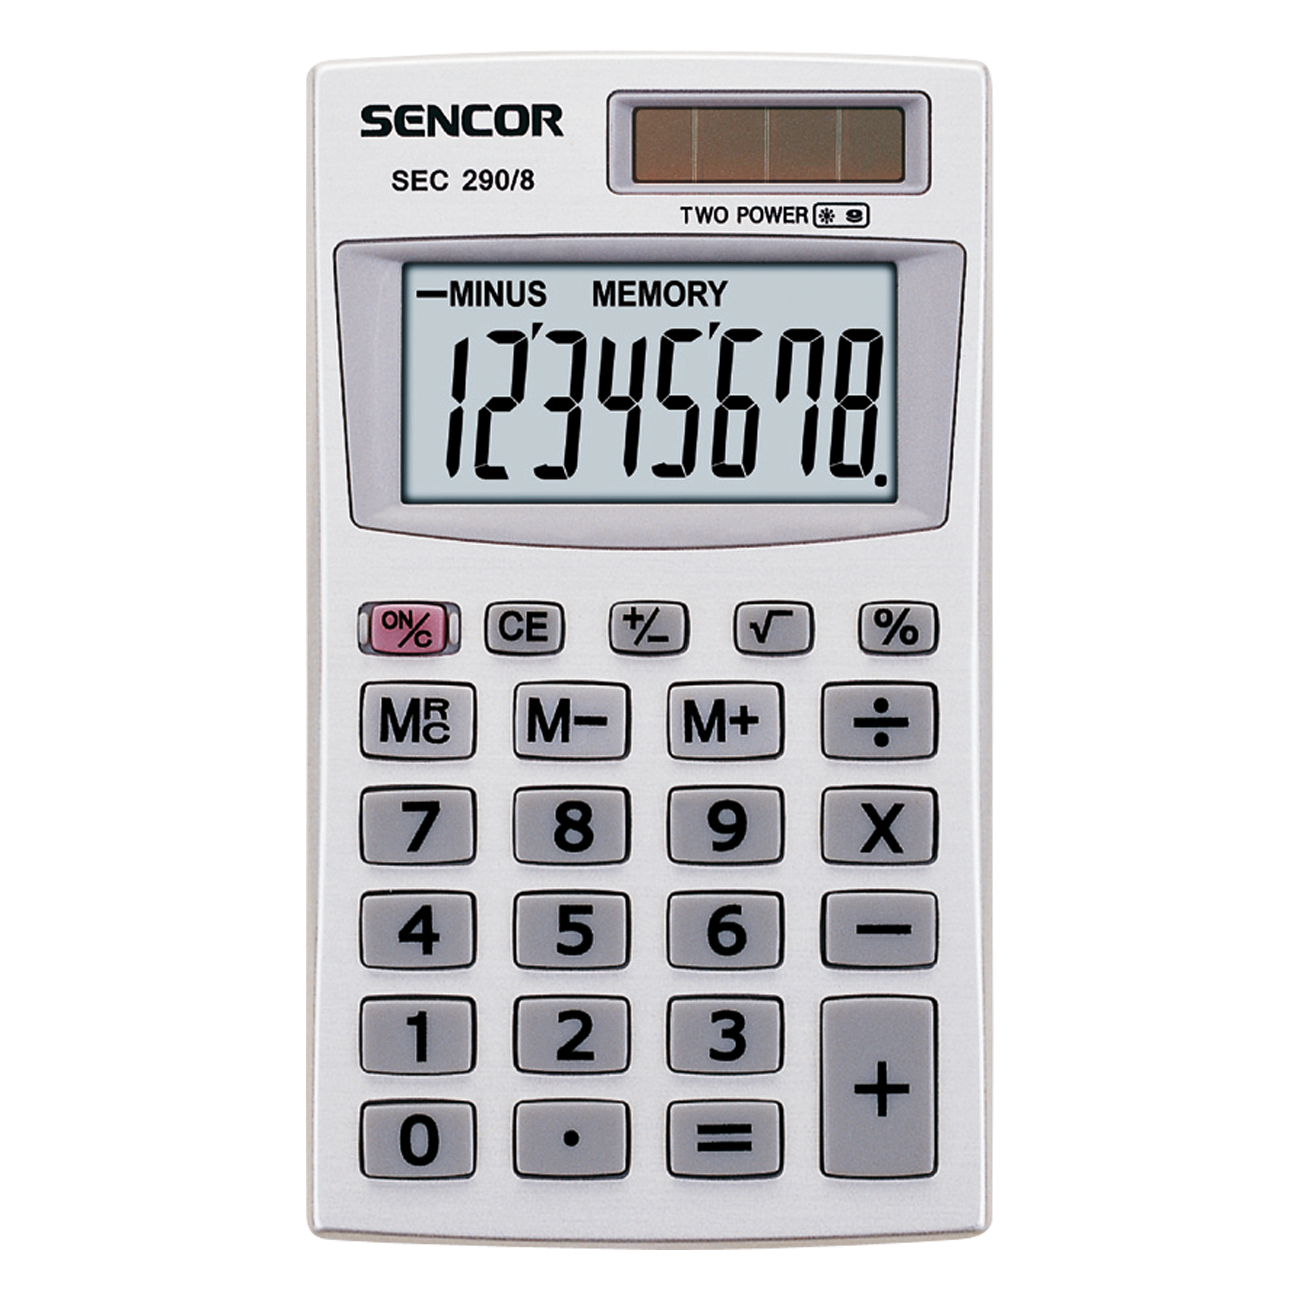 SENCOR
SEC 290/8
TWO POWER
—MINUS MEMORY
12'345'678.
ON/C CE +/− √ % 
MRC M− M+ ÷
7 8 9 X
4 5 6 −
1 2 3 +
0 . =